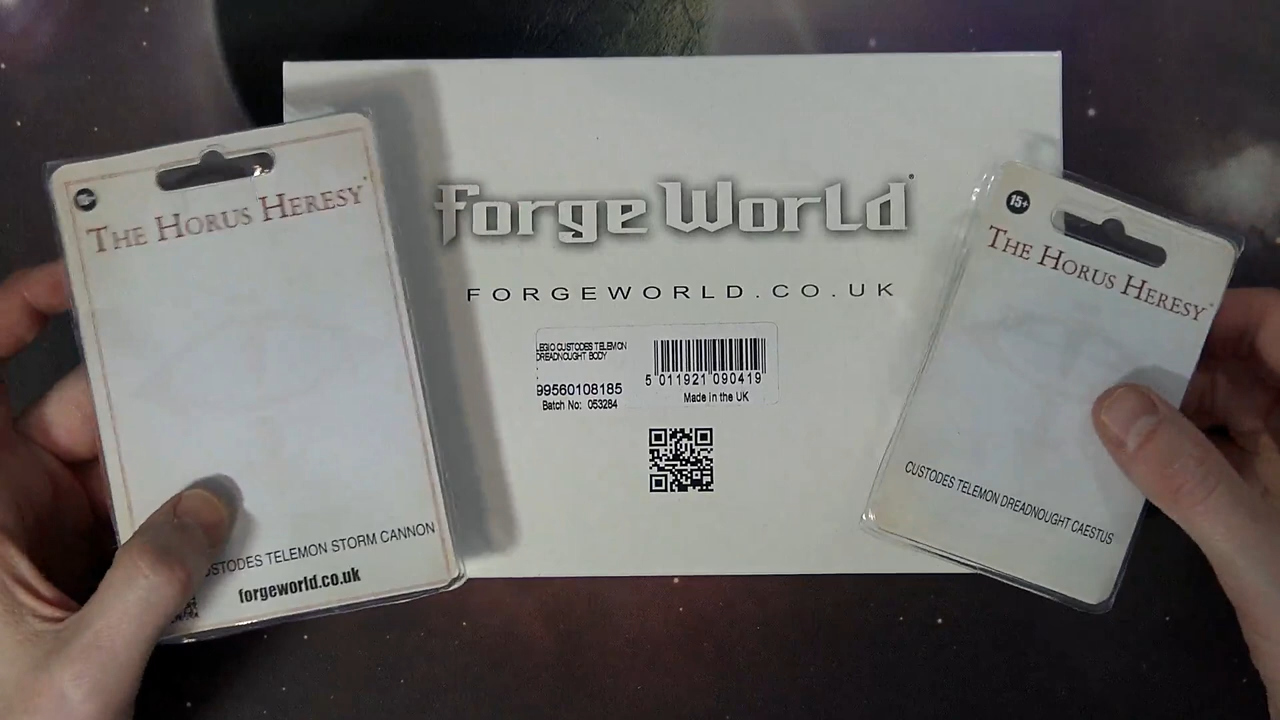 THE HORUS HERESY
STODES TELEMON STORM CANNON
forgeworld.co.uk
Forge World
FORGEWORLD.CO.UK
LEGIO CUSTODES TELEMON
DREADNOUGHT BODY
99560108185
Batch No: 053284
5 011921 090419
Made in the UK
15+
THE HORUS HERESY
CUSTODES TELEMON DREADNOUGHT CAESTUS